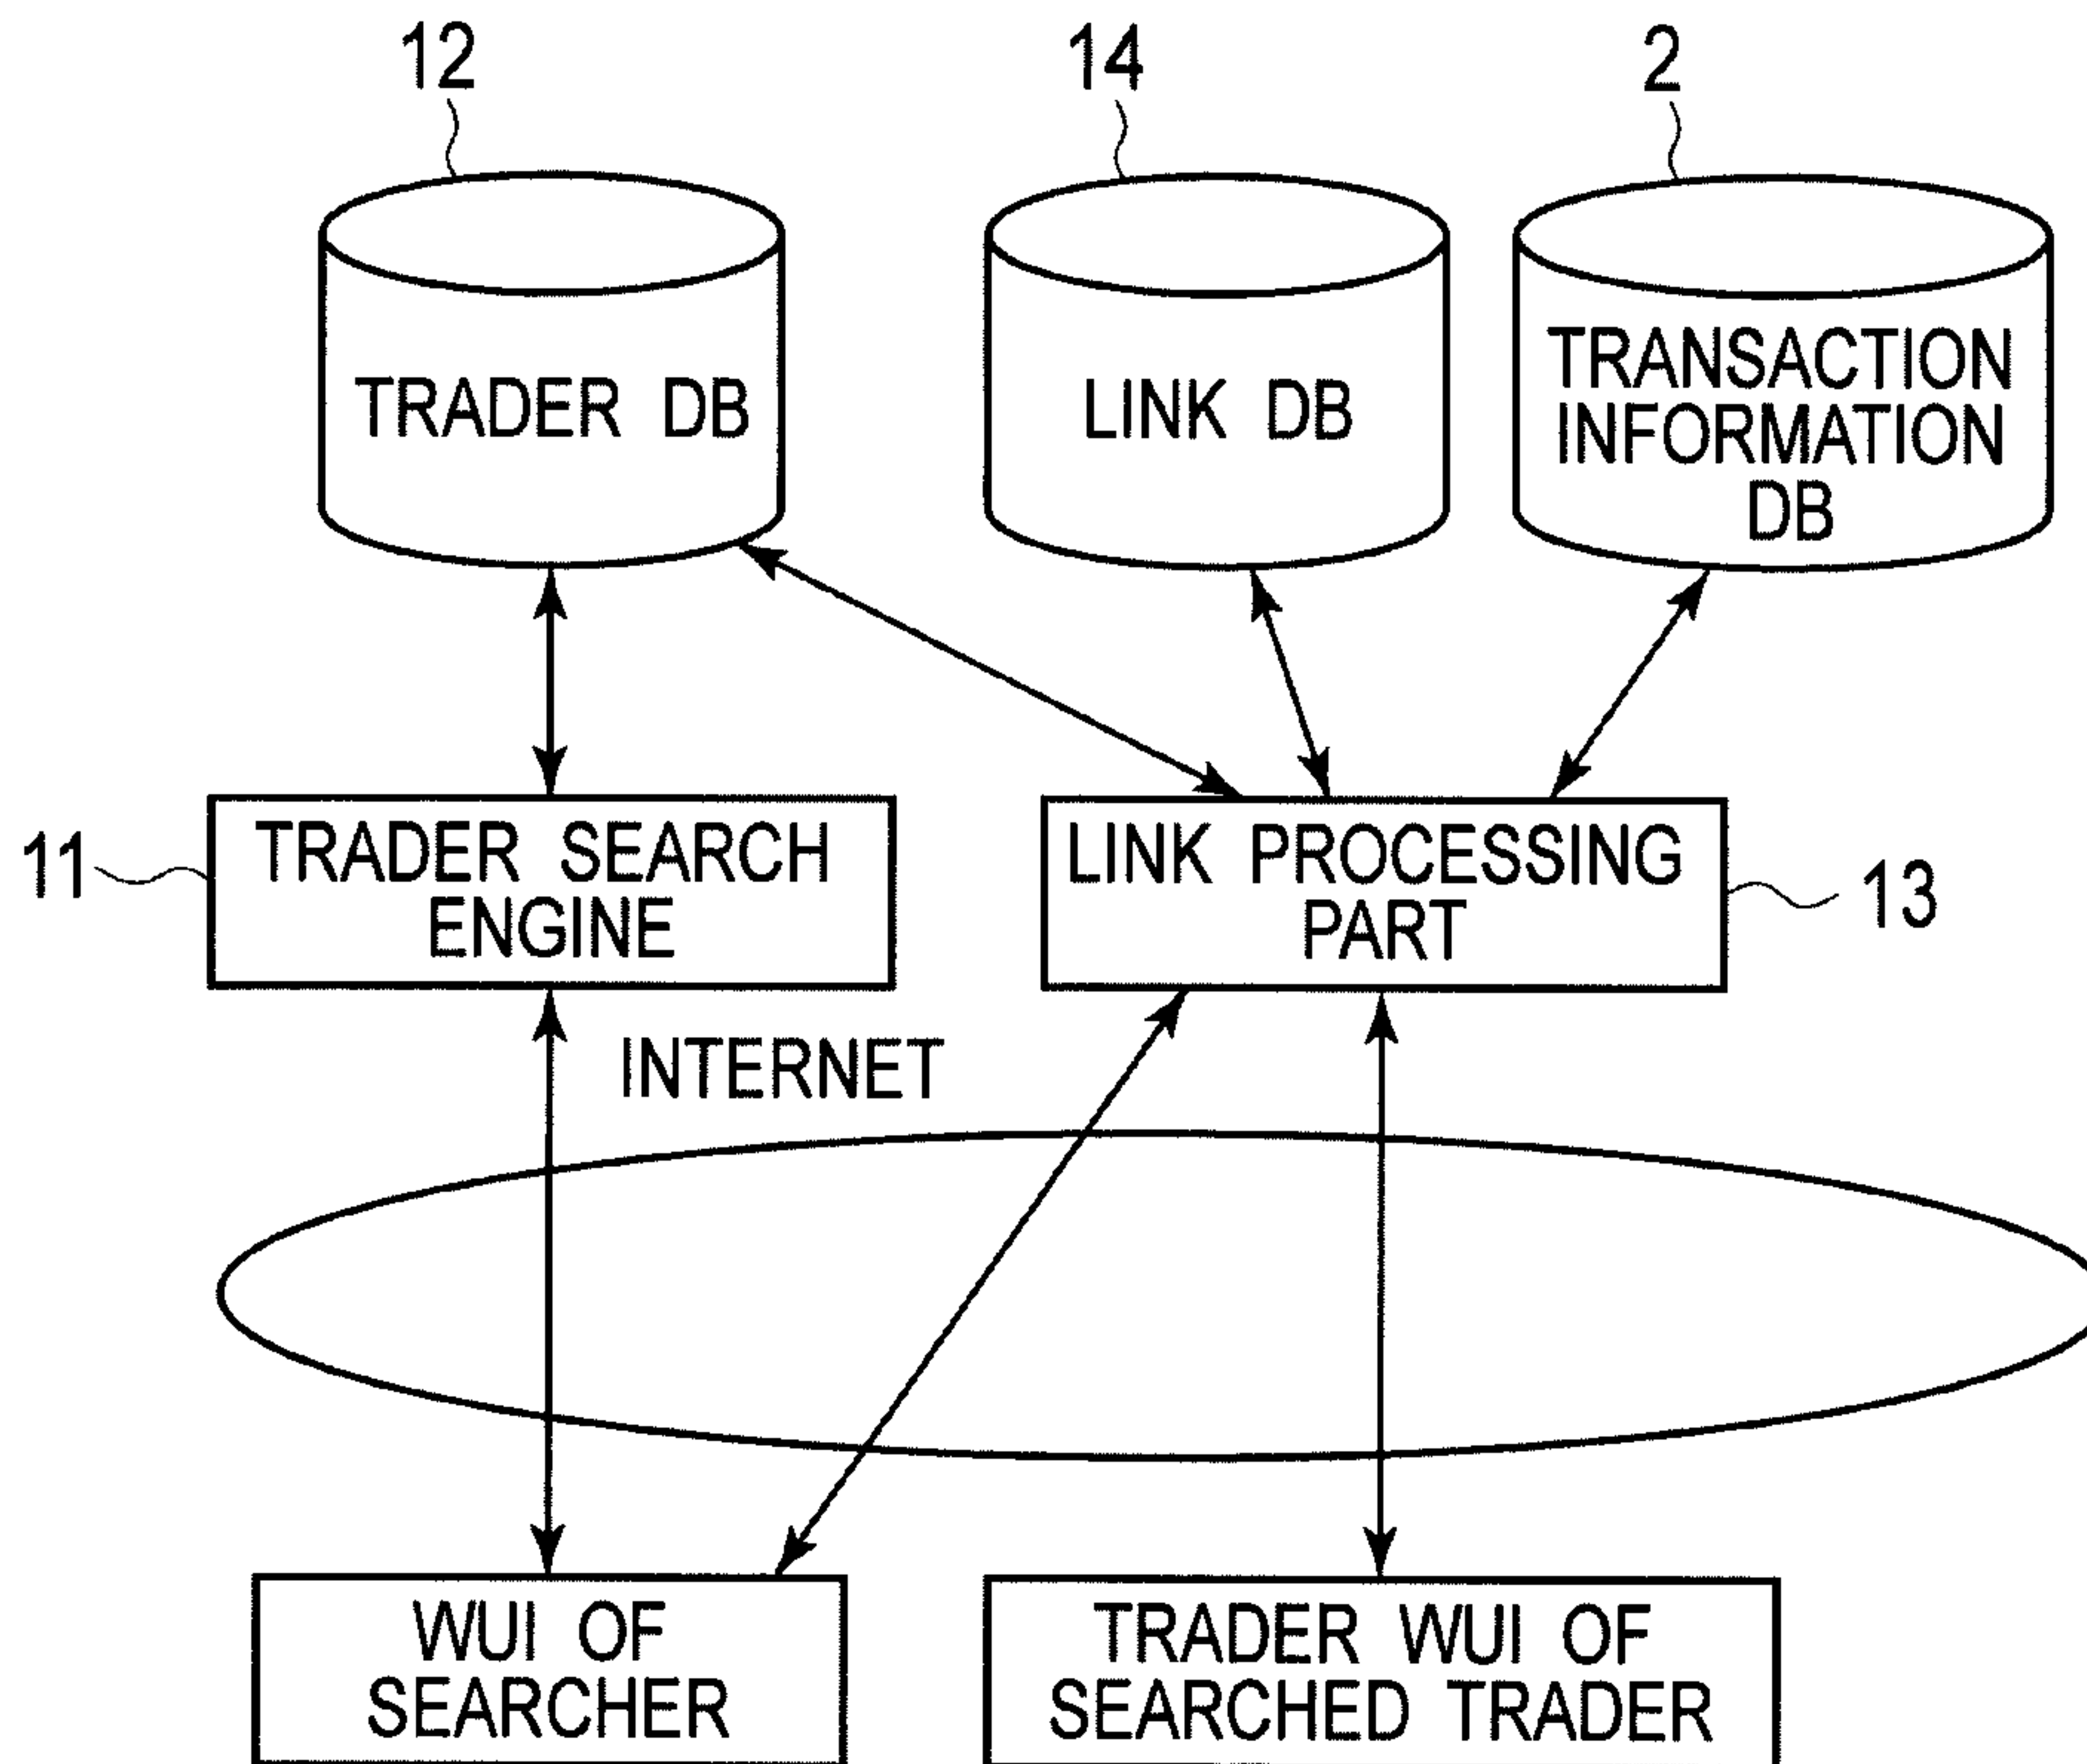 12
14
2
TRADER DB
LINK DB
TRANSACTION
INFORMATION
DB
11
TRADER SEARCH
ENGINE
LINK PROCESSING
PART
13
INTERNET
WUI OF
SEARCHER
TRADER WUI OF
SEARCHED TRADER